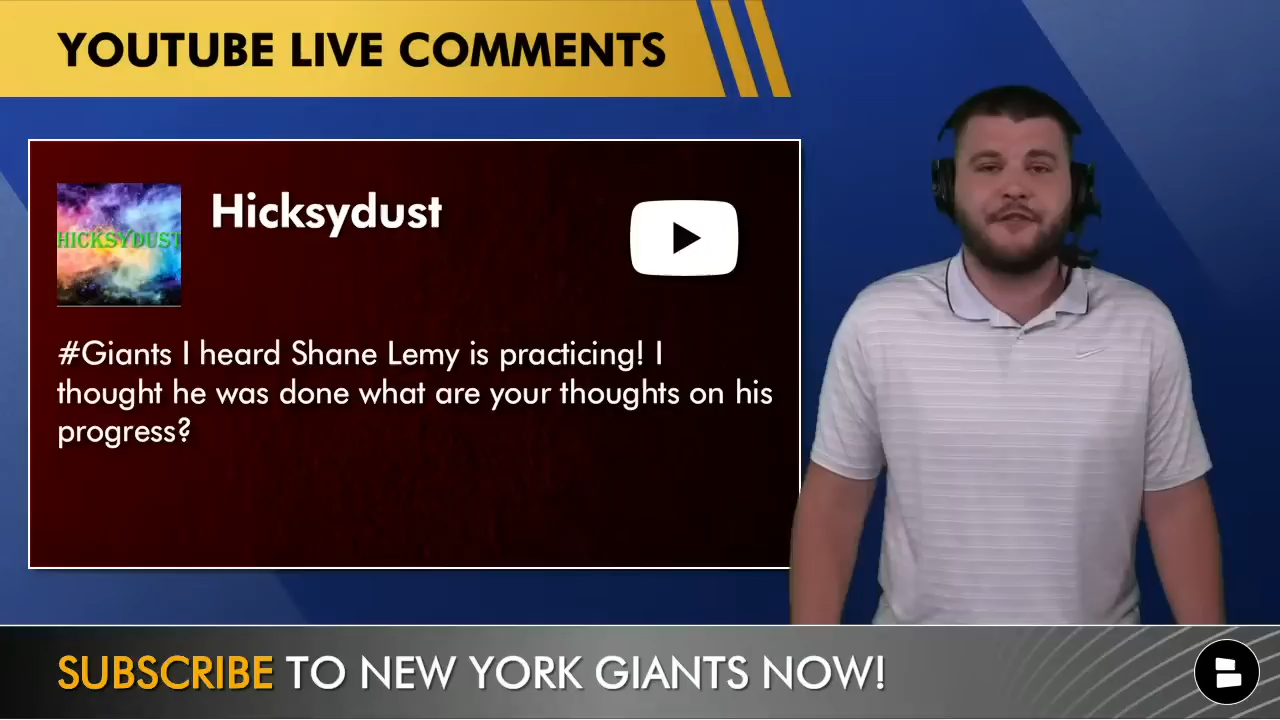 YOUTUBE LIVE COMMENTS
Hicksydust
HICKSYDUST
#Giants I heard Shane Lemy is practicing! I
thought he was done what are your thoughts on his
progress?
SUBSCRIBE TO NEW YORK GIANTS NOW!